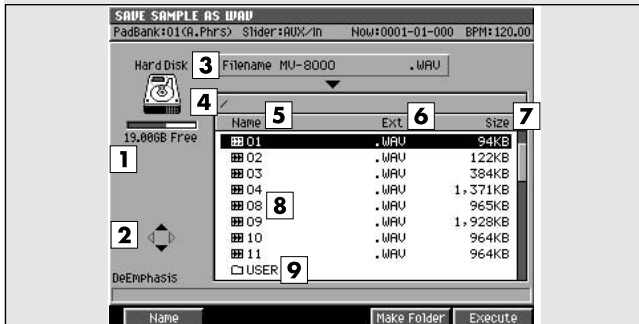 SAVE SAMPLE AS WAV
PadBank:01(A.Phrs) Slider:AUX/In Now:0001-01-000 BPM:120.00
Hard Disk 3 Filename MV-8000 .WAV
4 /
Name 5 Ext 6 Size 7
19.00GB Free
1
01 .WAV 94KB
02 .WAV 122KB
03 .WAV 384KB
04 .WAV 1,371KB
08 8 .WAV 965KB
09 .WAV 1,928KB
2
10 .WAV 964KB
11 .WAV 964KB
USER 9
DeEmphasis
Name Make Folder Execute